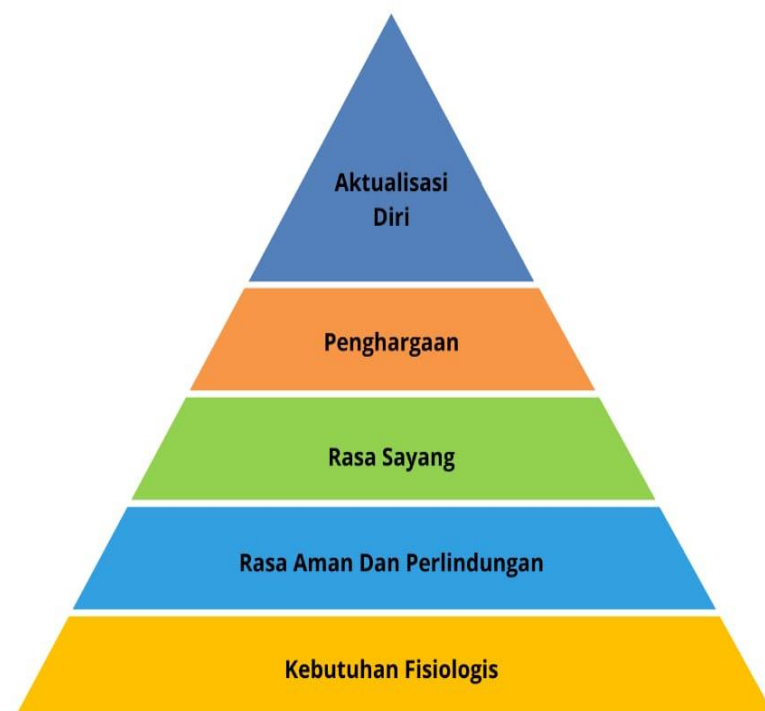 Aktualisasi
Diri
Penghargaan
Rasa Sayang
Rasa Aman Dan Perlindungan
Kebutuhan Fisiologis